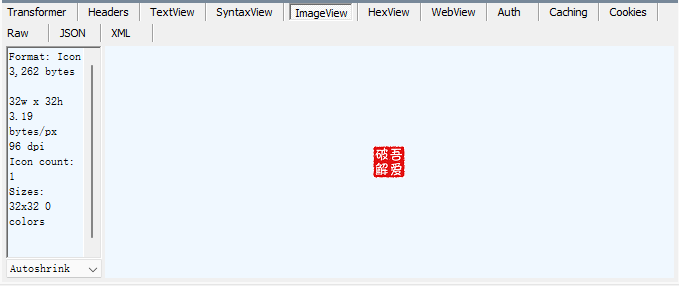 Transformer Headers TextView SyntaxView ImageView HexView WebView Auth Caching Cookies
Raw JSON XML
Format: Icon
3,262 bytes
32w x 32h
3.19
bytes/px
96 dpi
Icon count:
1
Sizes:
32x32 0
colors
Autoshrink
破吾
解爱